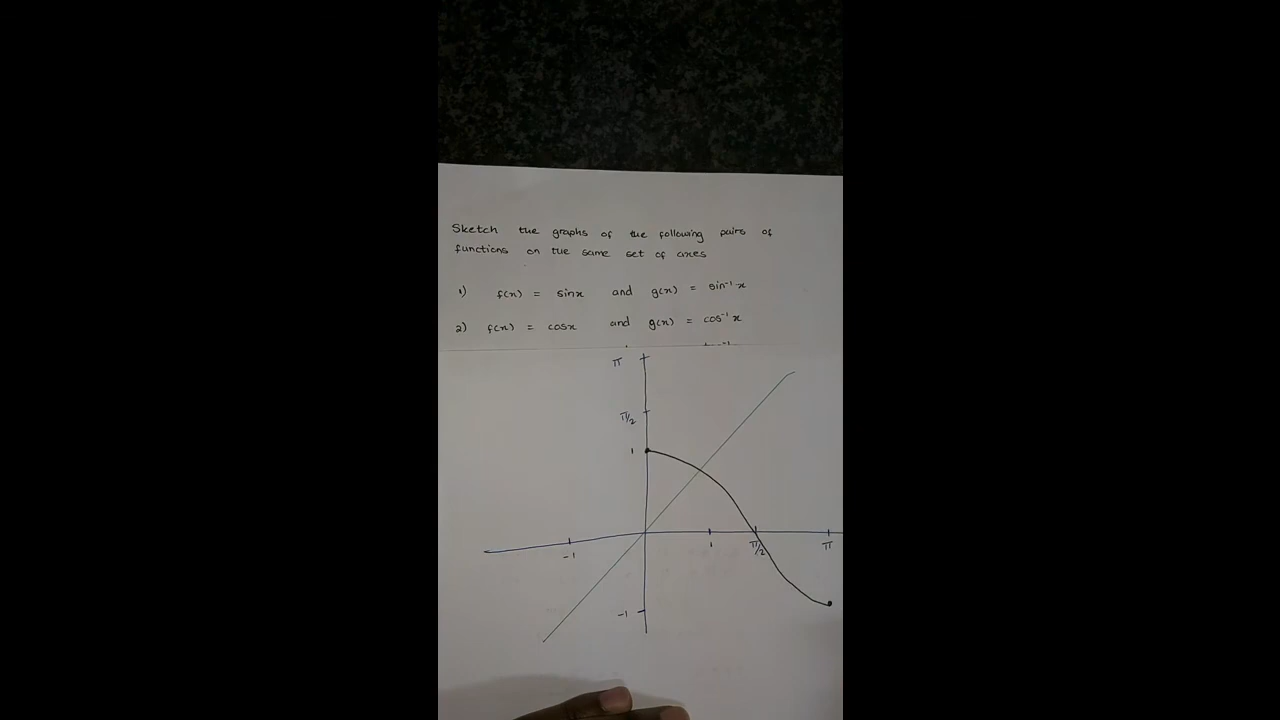 Sketch the graphs of the following pairs of
functions on the same set of axes
1) f(x) = sinx and g(x) = sin⁻¹x
2) f(x) = cosx and g(x) = cos⁻¹x
π
π/2
1
-1 1 π/2 π
-1